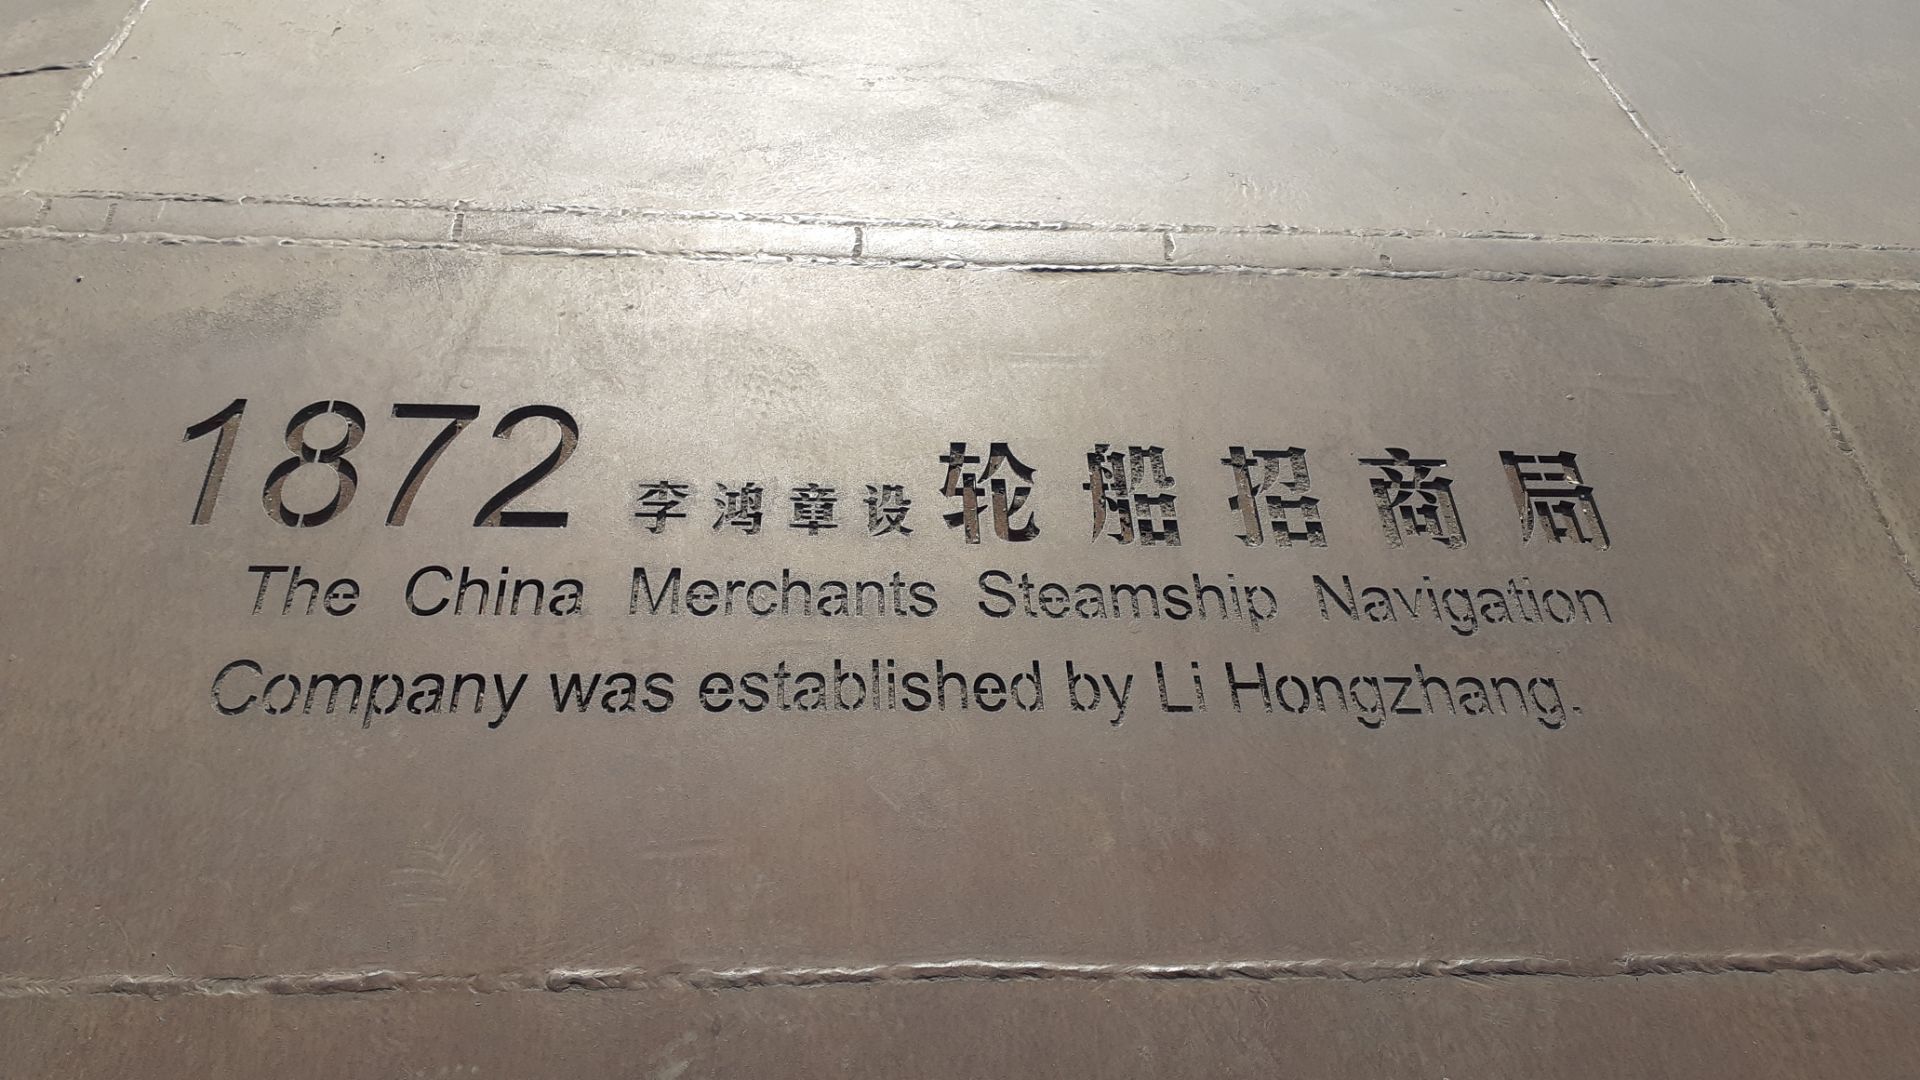 1872 李鸿章设轮船招商局
The China Merchants Steamship Navigation
Company was established by Li Hongzhang.